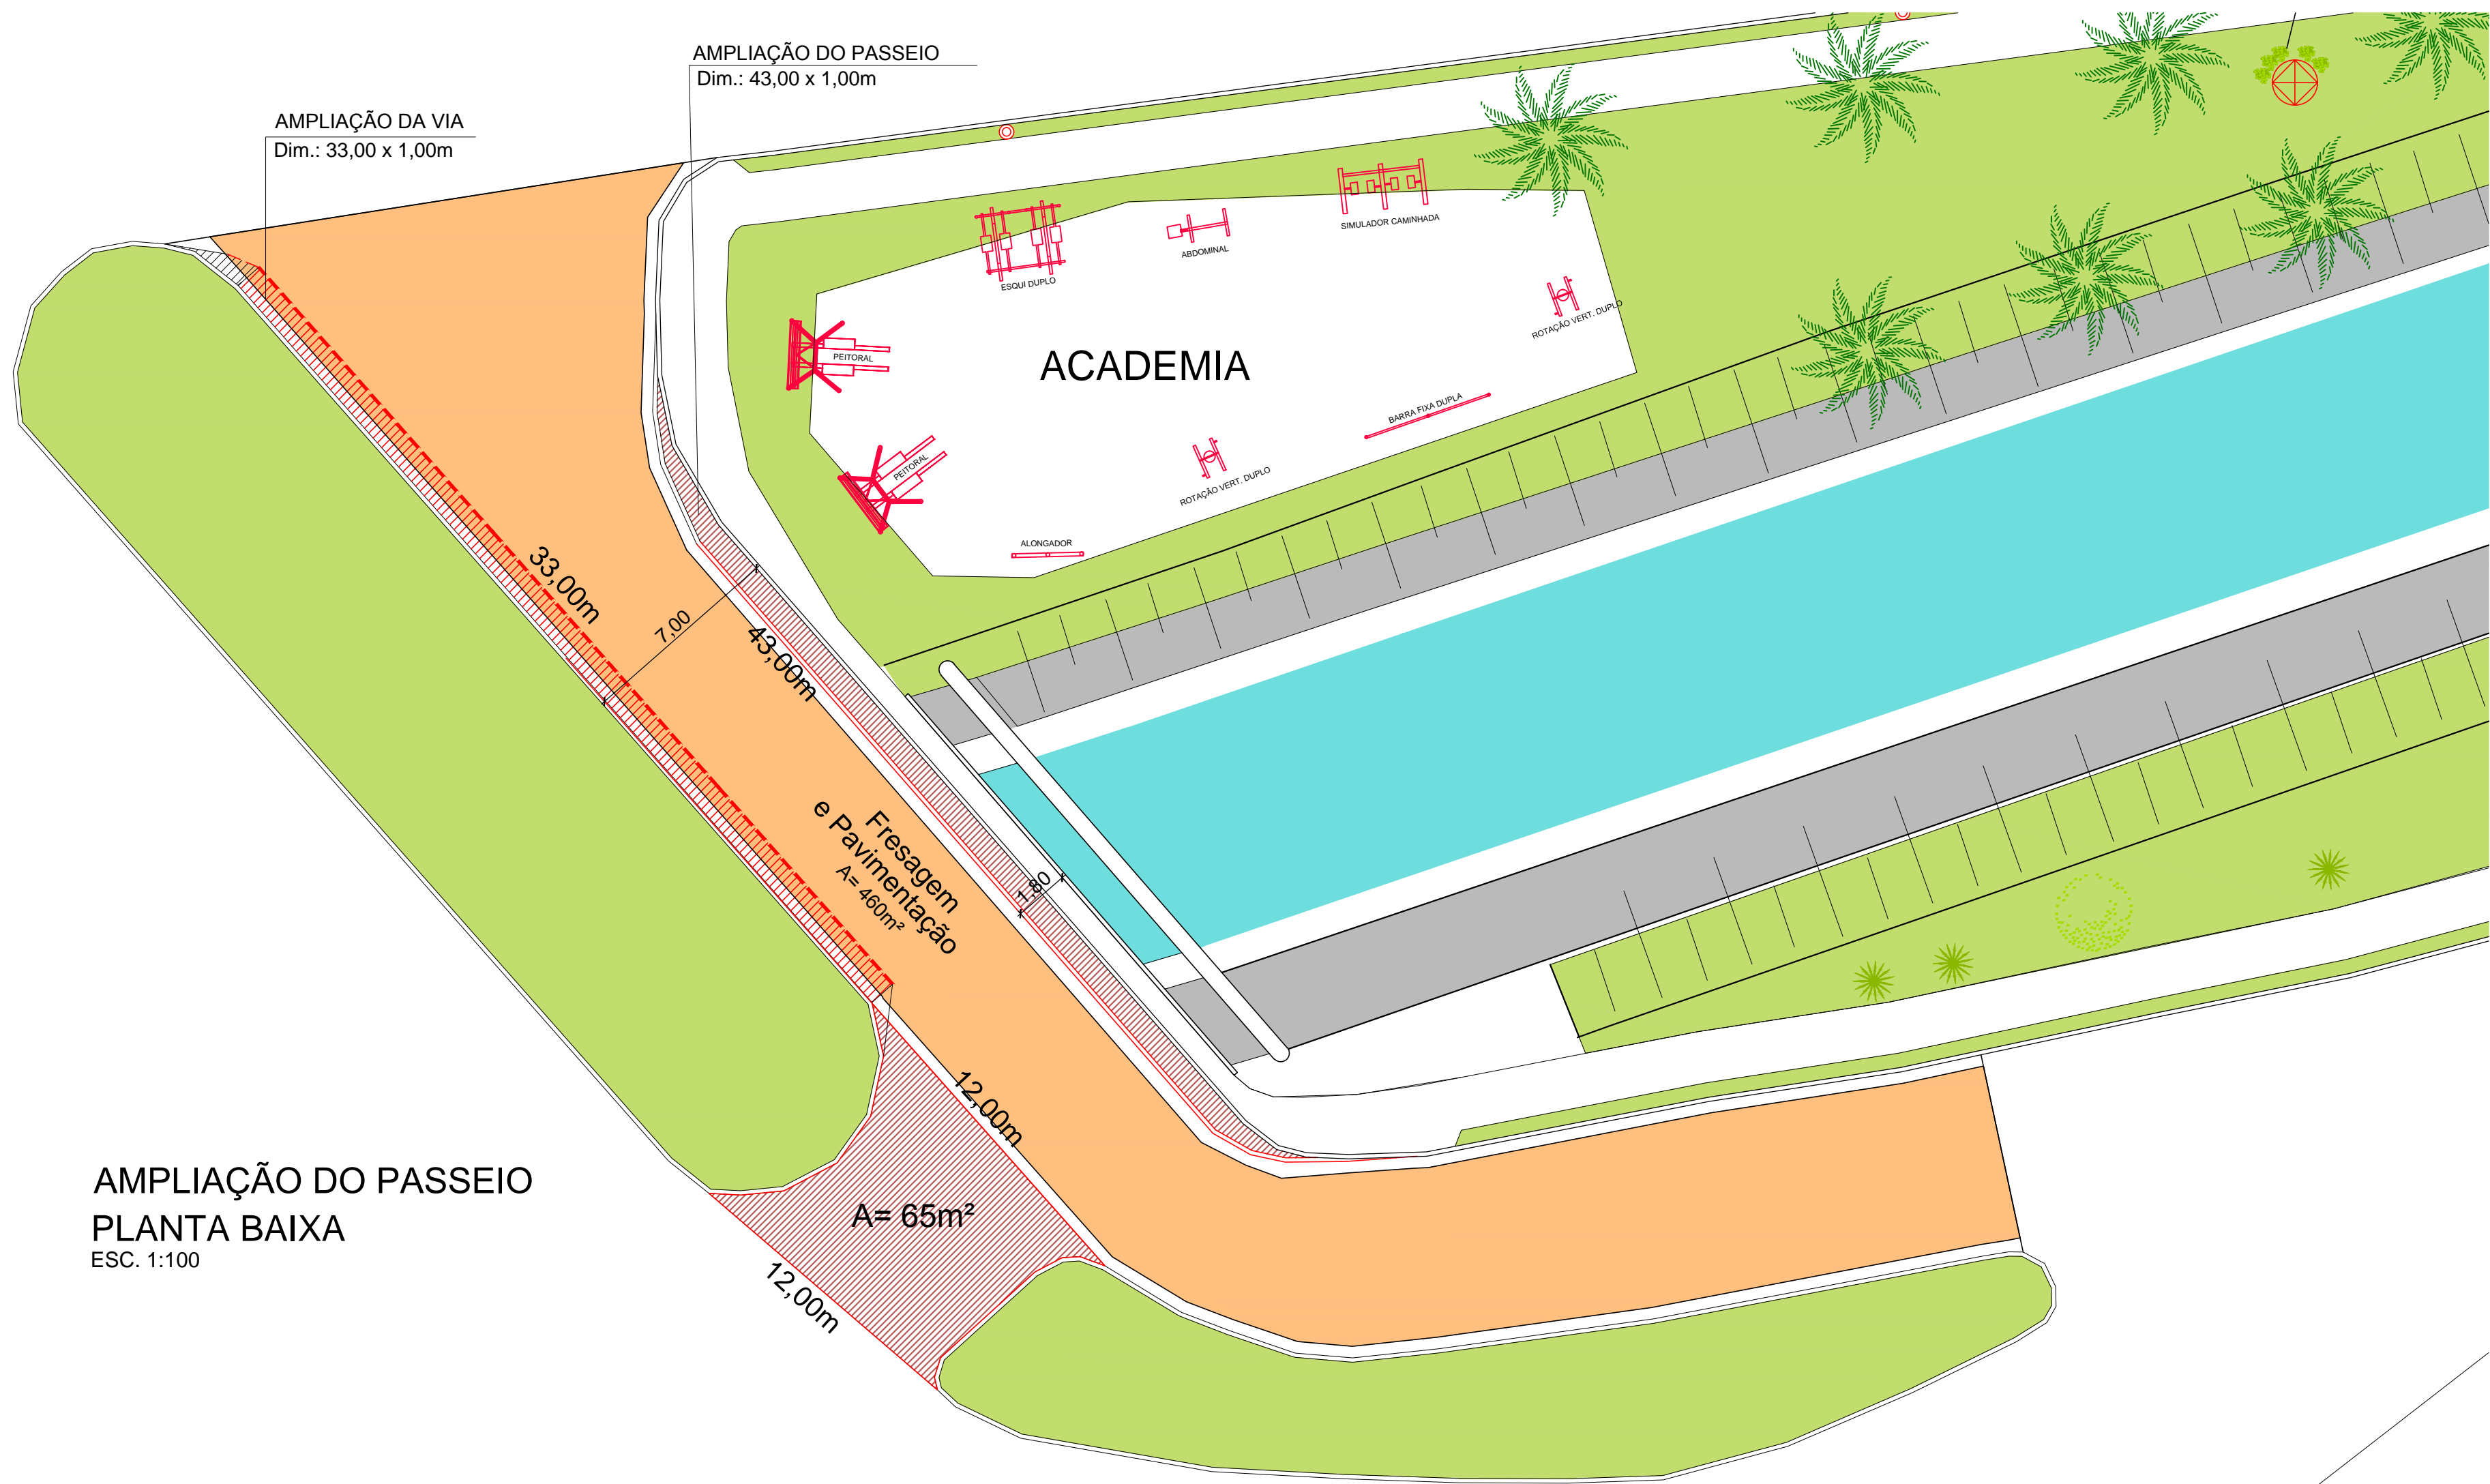 AMPLIAÇÃO DO PASSEIO
Dim.: 43,00 x 1,00m
AMPLIAÇÃO DA VIA
Dim.: 33,00 x 1,00m
SIMULADOR CAMINHADA
ABDOMINAL
ESQUI DUPLO
ROTAÇÃO VERT. DUPLO
PEITORAL
ACADEMIA
BARRA FIXA DUPLA
PEITORAL
ROTAÇÃO VERT. DUPLO
ALONGADOR
33,00m
7,00
43,00m
Fresagem
e Pavimentação
A= 460m²
1,80
12,00m
AMPLIAÇÃO DO PASSEIO
PLANTA BAIXA
ESC. 1:100
A= 65m²
12,00m